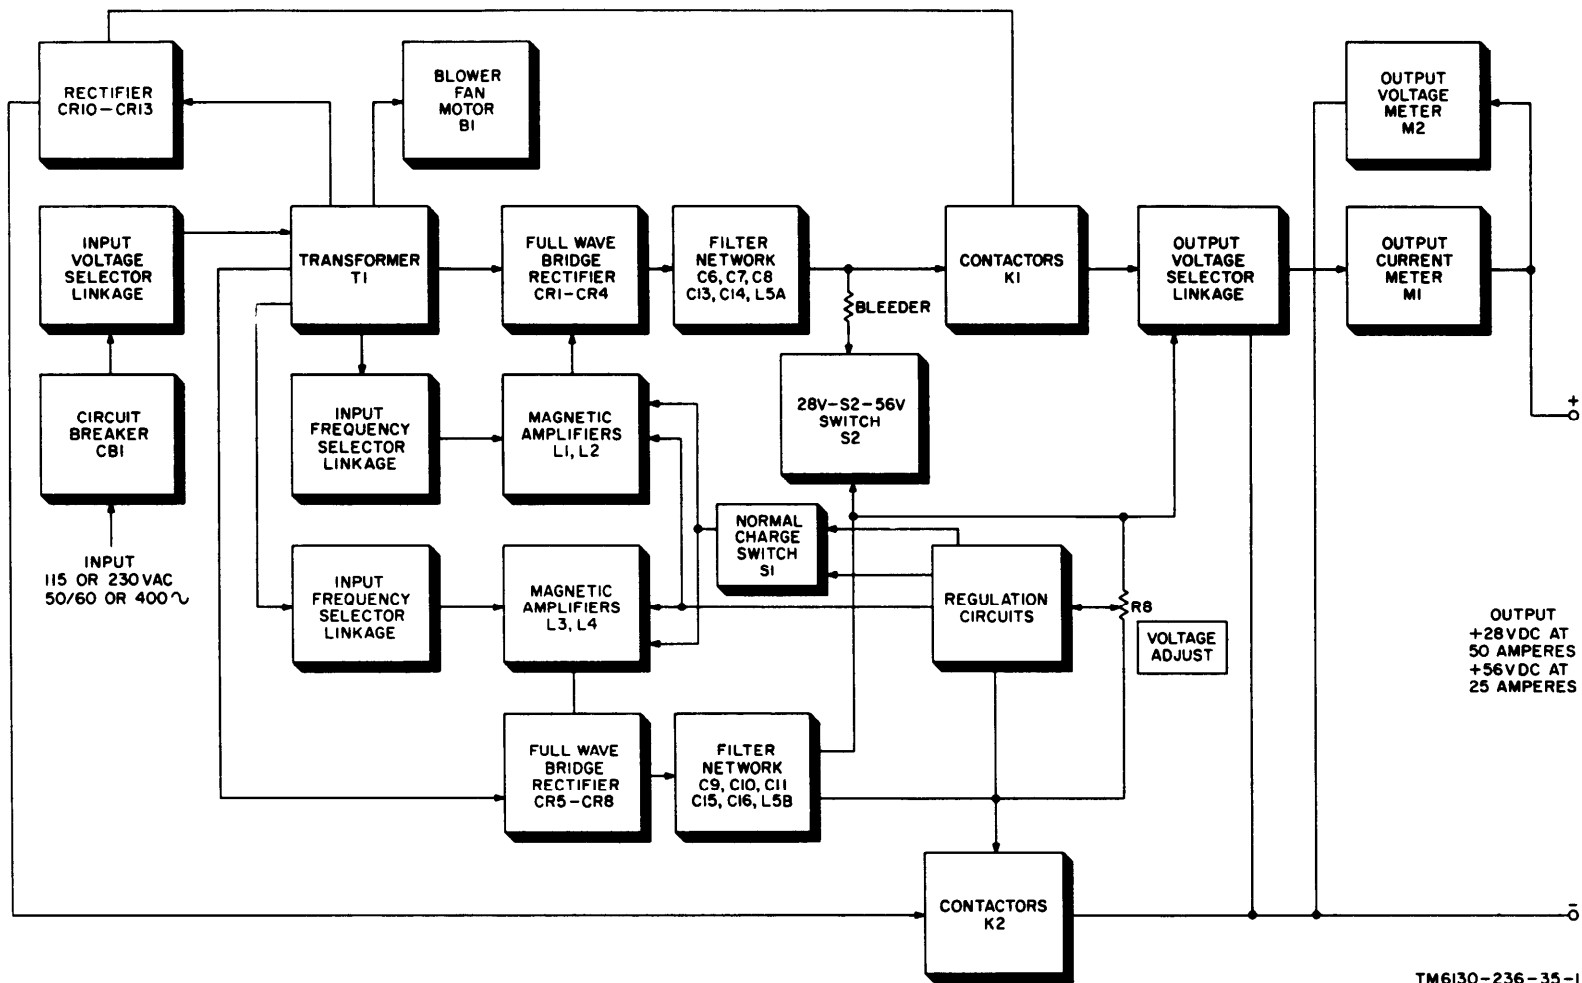 RECTIFIER
CR10-CR13
BLOWER
FAN
MOTOR
B1
OUTPUT
VOLTAGE
METER
M2
INPUT
VOLTAGE
SELECTOR
LINKAGE
TRANSFORMER
T1
FULL WAVE
BRIDGE
RECTIFIER
CR1-CR4
FILTER
NETWORK
C6, C7, C8
C13, C14, L5A
CONTACTORS
K1
OUTPUT
VOLTAGE
SELECTOR
LINKAGE
OUTPUT
CURRENT
METER
M1
BLEEDER
CIRCUIT
BREAKER
CB1
INPUT
FREQUENCY
SELECTOR
LINKAGE
MAGNETIC
AMPLIFIERS
L1, L2
28V-S2-56V
SWITCH
S2
+
INPUT
115 OR 230 VAC
50/60 OR 400~
INPUT
FREQUENCY
SELECTOR
LINKAGE
MAGNETIC
AMPLIFIERS
L3, L4
NORMAL
CHARGE
SWITCH
S1
REGULATION
CIRCUITS
R8
VOLTAGE
ADJUST
OUTPUT
+28VDC AT
50 AMPERES
+56VDC AT
25 AMPERES
FULL WAVE
BRIDGE
RECTIFIER
CR5-CR8
FILTER
NETWORK
C9, C10, C11
C15, C16, L5B
CONTACTORS
K2
-
TM6130-236-35-1